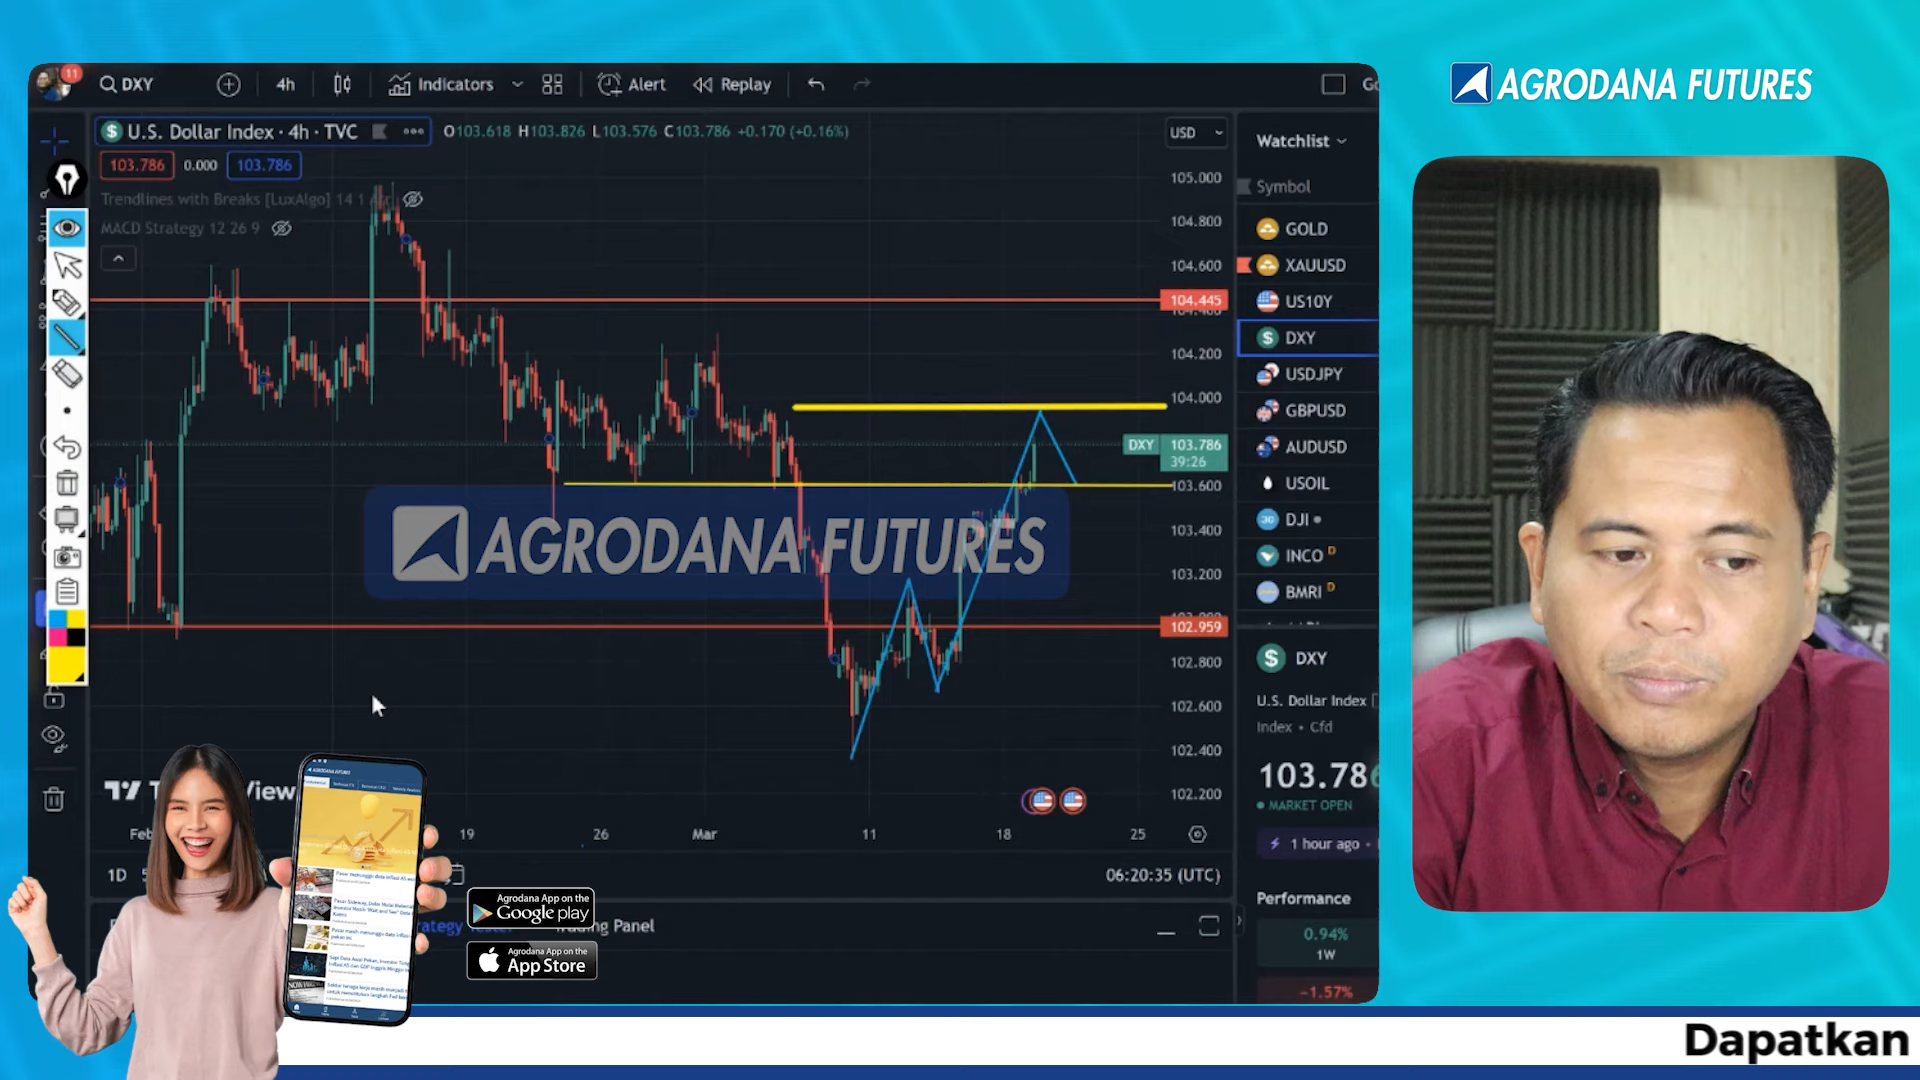 11
DXY
4h
Indicators
Alert
Replay
AGRODANA FUTURES
U.S. Dollar Index · 4h · TVC
O103.618 H103.826 L103.576 C103.786 +0.170 (+0.16%)
USD
Watchlist
103.786 0.000 103.786
Trendlines with Breaks [LuxAlgo] 14 1
MACD Strategy 12 26 9
Symbol
GOLD
XAUUSD
US10Y
DXY
USDJPY
GBPUSD
AUDUSD
USOIL
DJI
INCO D
BMRI D
105.000
104.800
104.600
104.445
104.200
104.000
DXY 103.786
39:26
103.600
103.400
103.200
102.959
102.800
102.600
102.400
102.200
AGRODANA FUTURES
DXY
U.S. Dollar Index
Index • Cfd
103.786
MARKET OPEN
1 hour ago
Performance
0.94%
1W
−1.57%
Feb 19 26 Mar 11 18 25
1D
06:20:35 (UTC)
Agrodana App on the
Google play
Agrodana App on the
App Store
Panel
Dapatkan